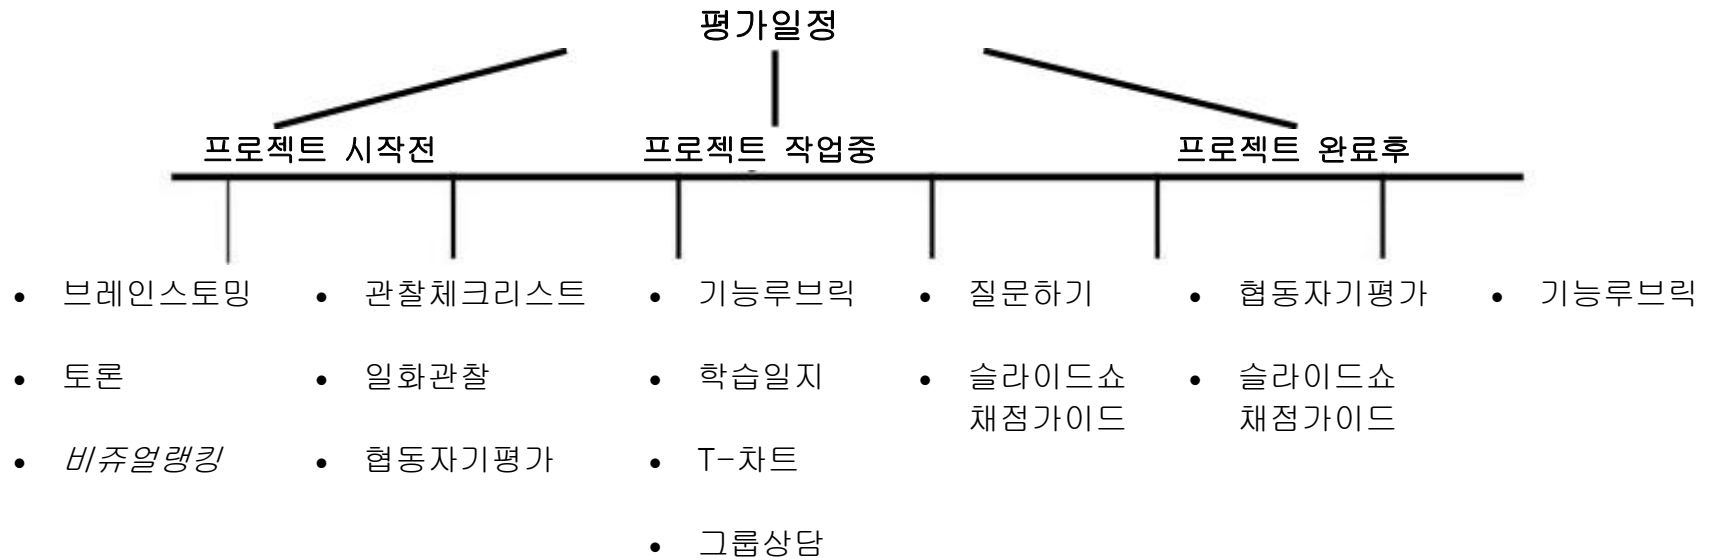 평가일정
프로젝트 시작전
프로젝트 작업중
프로젝트 완료후
• 브레인스토밍
• 토론
• 비쥬얼랭킹
• 관찰체크리스트
• 일화관찰
• 협동자기평가
• 기능루브릭
• 학습일지
• T-차트
• 그룹상담
• 질문하기
• 슬라이드쇼
채점가이드
• 협동자기평가
• 슬라이드쇼
채점가이드
• 기능루브릭